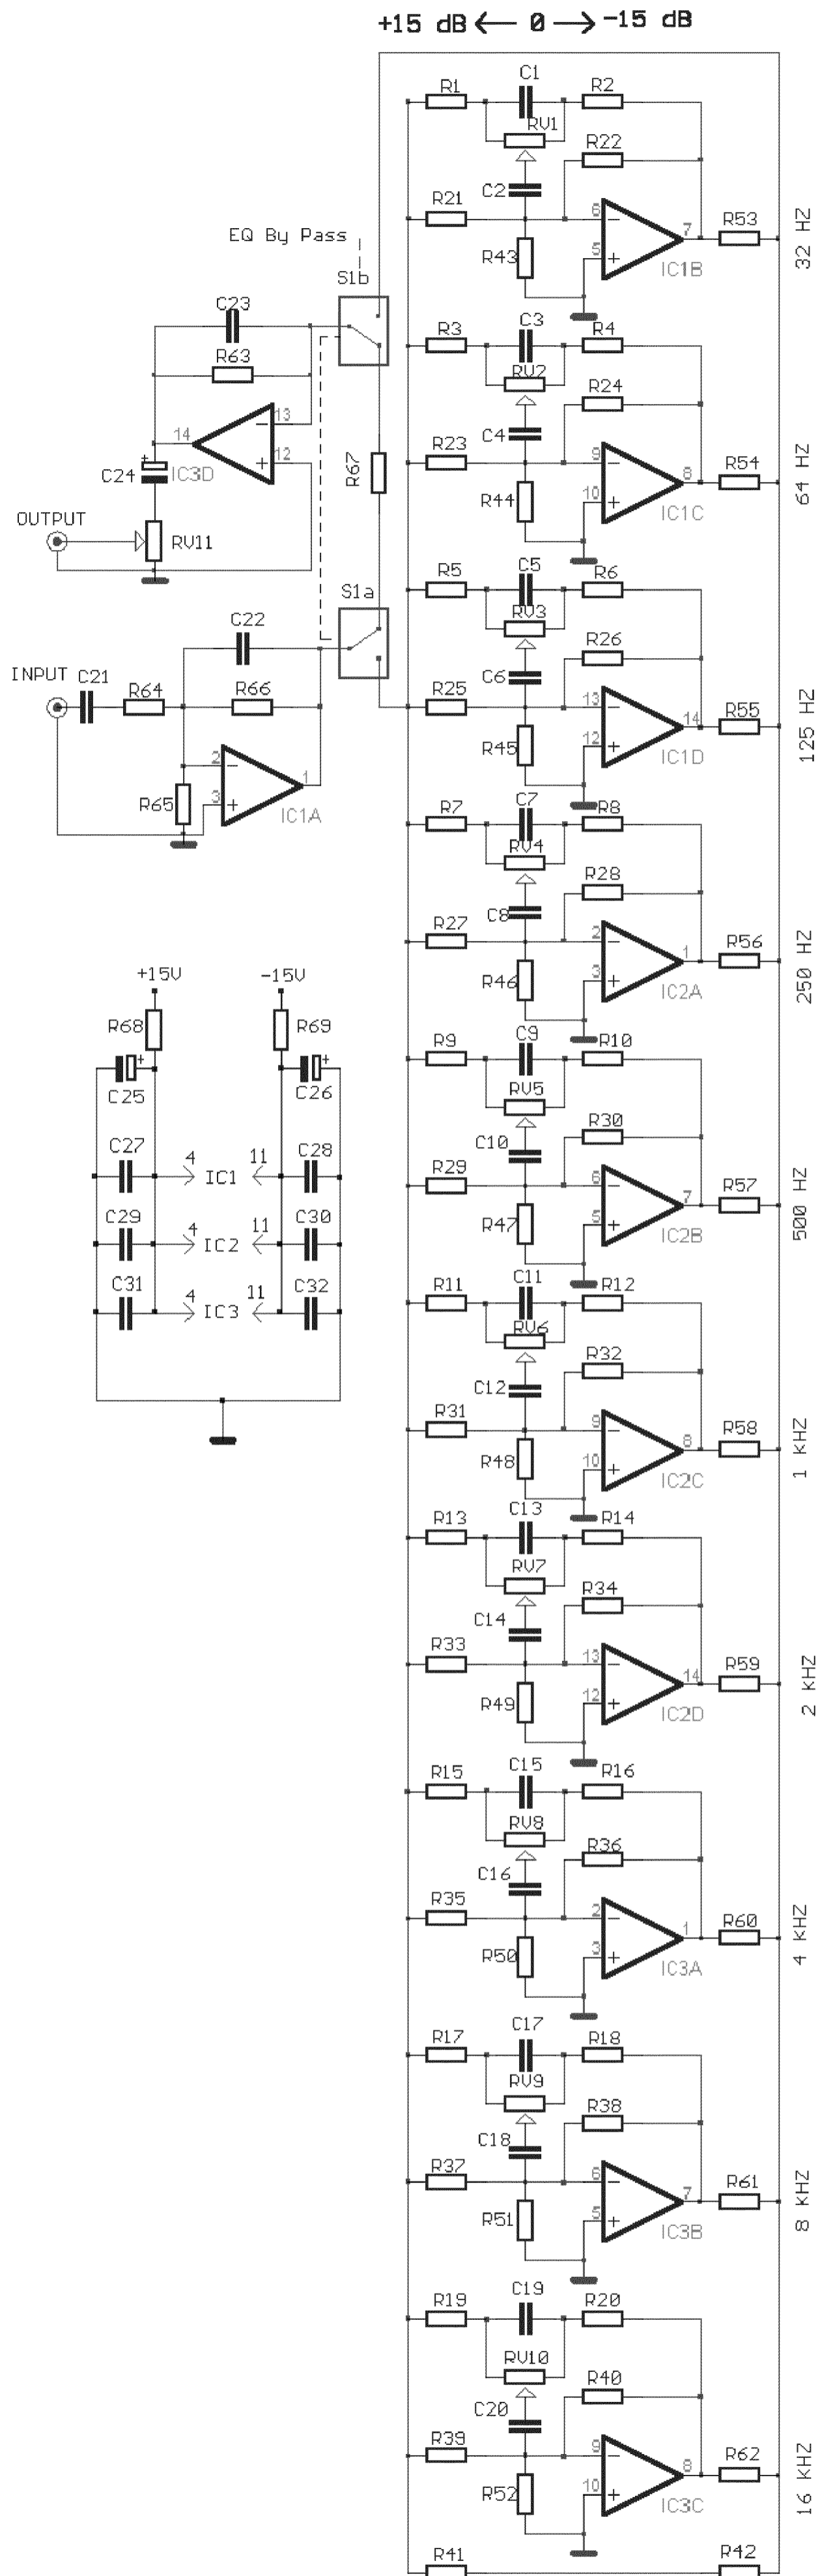 +15 dB ← 0 → -15 dB
R1 C1 R2
RV1
R22
C2
R21
6 7 R53
R43 5
- +
IC1B
32 HZ
EQ By Pass
S1b
C23
R63
13
14 12
- +
+
C24 IC3D
OUTPUT
RV11
R67
R3 C3 R4
RV2
R24
C4
R23
9 8 R54
R44 10
- +
IC1C
64 HZ
S1a
C22
INPUT C21
R64 R66
2 1
R65 3
- +
IC1A
R5 C5 R6
RV3
R26
C6
R25
13 14 R55
R45 12
- +
IC1D
125 HZ
R7 C7 R8
RV4
R28
C8
R27
2 1 R56
R46 3
- +
IC2A
250 HZ
+15V -15V
R68 R69
+ +
C25 C26
C27 4 IC1 11 C28
C29 4 IC2 11 C30
C31 4 IC3 11 C32
R9 C9 R10
RV5
R30
C10
R29
6 7 R57
R47 5
- +
IC2B
500 HZ
R11 C11 R12
RV6
R32
C12
R31
9 8 R58
R48 10
- +
IC2C
1 KHZ
R13 C13 R14
RV7
R34
C14
R33
13 14 R59
R49 12
- +
IC2D
2 KHZ
R15 C15 R16
RV8
R36
C16
R35
2 1 R60
R50 3
- +
IC3A
4 KHZ
R17 C17 R18
RV9
R38
C18
R37
6 7 R61
R51 5
- +
IC3B
8 KHZ
R19 C19 R20
RV10
R40
C20
R39
9 8 R62
R52 10
- +
IC3C
16 KHZ
R41 R42